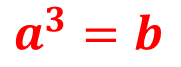 a³ = b